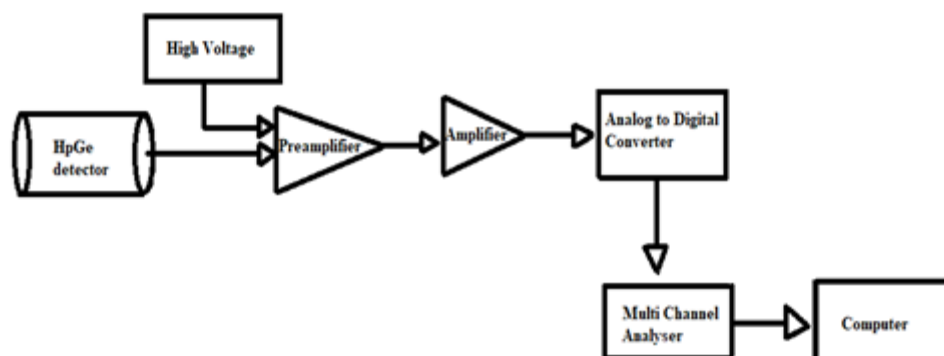 High Voltage
HpGe
detector
Preamplifier
Amplifier
Analog to Digital
Converter
Multi Channel
Analyser
Computer